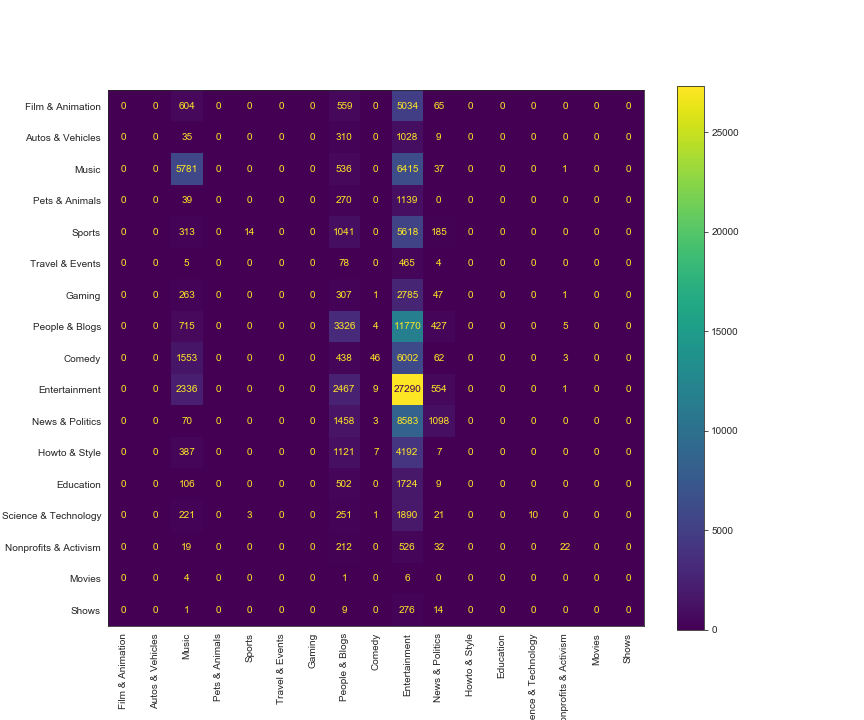 Film & Animation 0 0 604 0 0 0 0 559 0 5034 65 0 0 0 0 0 0
Autos & Vehicles 0 0 35 0 0 0 0 310 0 1028 9 0 0 0 0 0 0
Music 0 0 5781 0 0 0 0 536 0 6415 37 0 0 0 1 0 0
Pets & Animals 0 0 39 0 0 0 0 270 0 1139 0 0 0 0 0 0 0
Sports 0 0 313 0 14 0 0 1041 0 5618 185 0 0 0 0 0 0
Travel & Events 0 0 5 0 0 0 0 78 0 465 4 0 0 0 0 0 0
Gaming 0 0 263 0 0 0 0 307 1 2785 47 0 0 0 1 0 0
People & Blogs 0 0 715 0 0 0 0 3326 4 11770 427 0 0 0 5 0 0
Comedy 0 0 1553 0 0 0 0 438 46 6002 62 0 0 0 3 0 0
Entertainment 0 0 2336 0 0 0 0 2467 9 27290 554 0 0 0 1 0 0
News & Politics 0 0 70 0 0 0 0 1458 3 8583 1098 0 0 0 0 0 0
Howto & Style 0 0 387 0 0 0 0 1121 7 4192 7 0 0 0 0 0 0
Education 0 0 106 0 0 0 0 502 0 1724 9 0 0 0 0 0 0
Science & Technology 0 0 221 0 3 0 0 251 1 1890 21 0 0 10 0 0 0
Nonprofits & Activism 0 0 19 0 0 0 0 212 0 526 32 0 0 0 22 0 0
Movies 0 0 4 0 0 0 0 1 0 6 0 0 0 0 0 0 0
Shows 0 0 1 0 0 0 0 9 0 276 14 0 0 0 0 0 0
Film & Animation
Autos & Vehicles
Music
Pets & Animals
Sports
Travel & Events
Gaming
People & Blogs
Comedy
Entertainment
News & Politics
Howto & Style
Education
ence & Technology
onprofits & Activism
Movies
Shows
25000
20000
15000
10000
5000
0